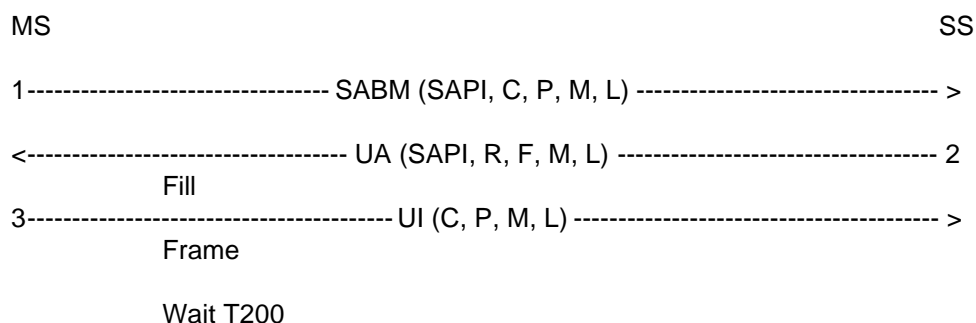 MS SS
1---------------------------------- SABM (SAPI, C, P, M, L) ---------------------------------- >
<------------------------------------ UA (SAPI, R, F, M, L) ------------------------------------ 2
Fill
3----------------------------------------- UI (C, P, M, L) ----------------------------------------- >
Frame
Wait T200